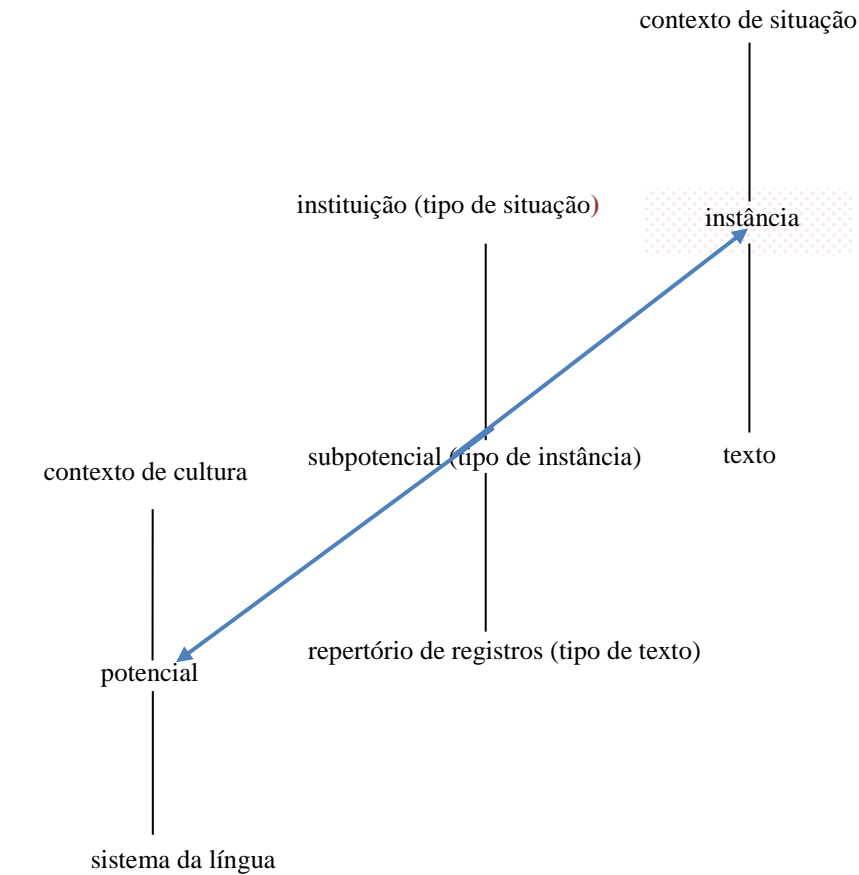 contexto de situação
instituição (tipo de situação)
instância
subpotencial (tipo de instância)
texto
contexto de cultura
repertório de registros (tipo de texto)
potencial
sistema da língua